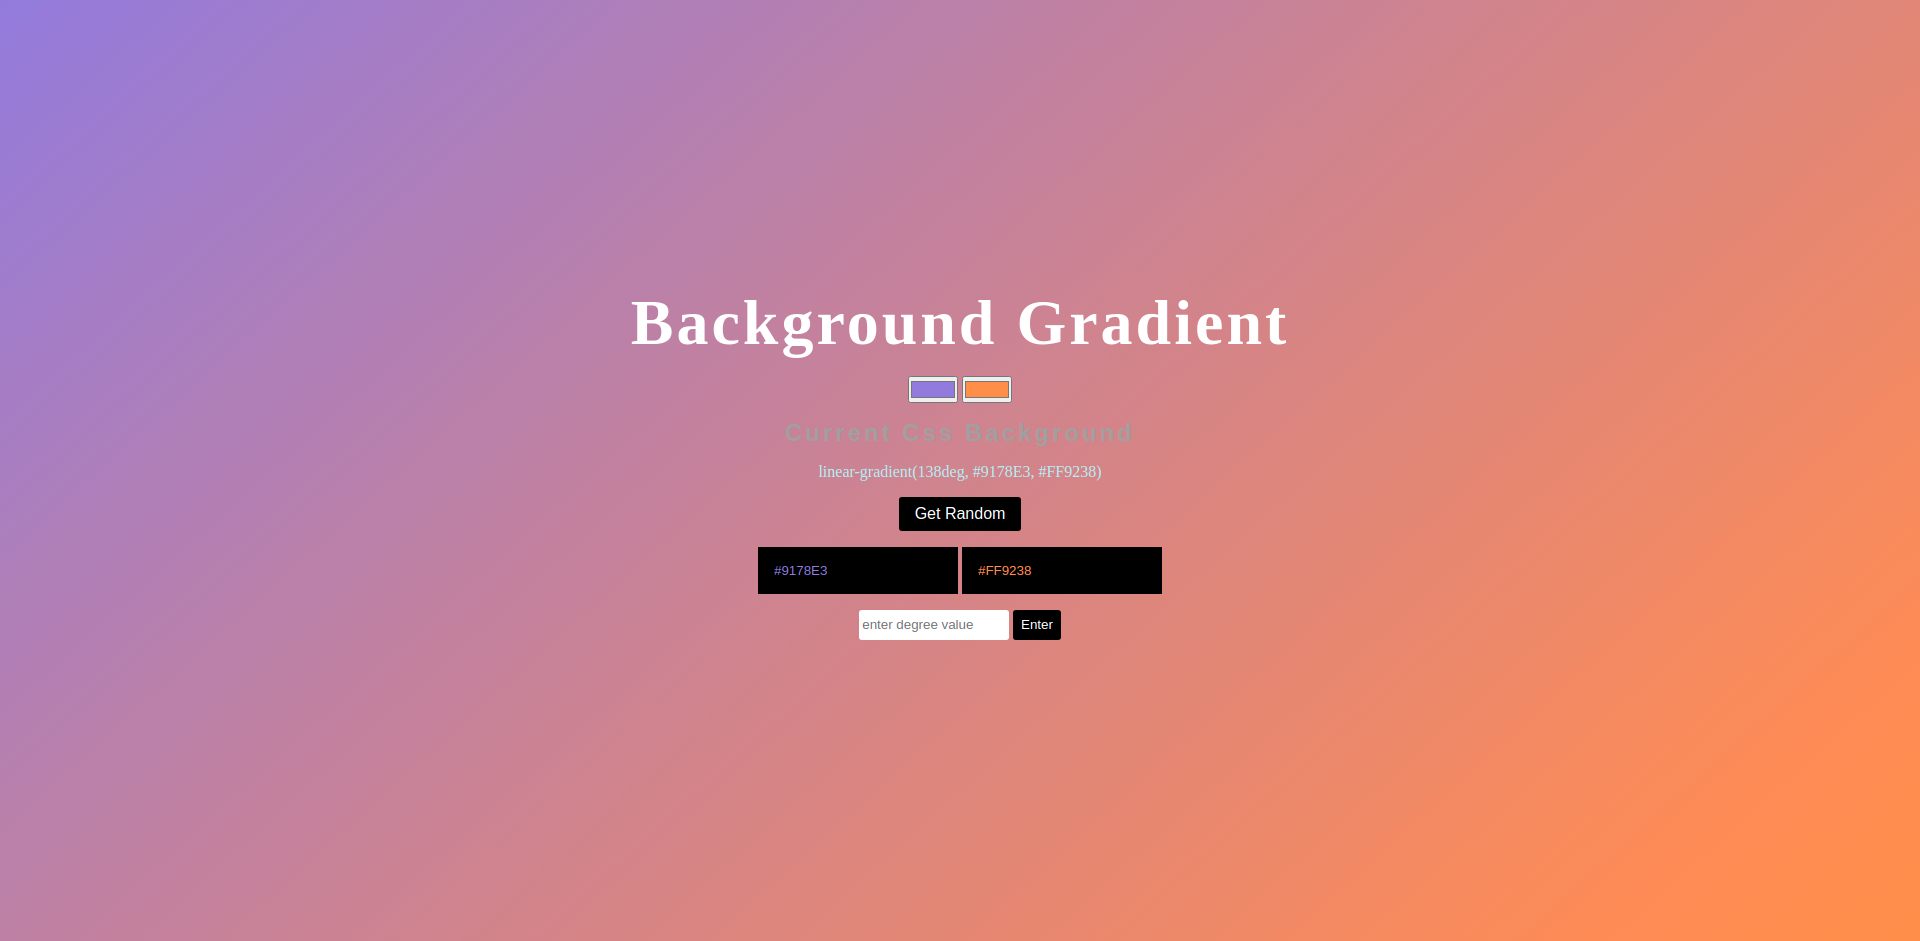 Background Gradient
Current Css Background
linear-gradient(138deg, #9178E3, #FF9238)
Get Random
#9178E3 #FF9238
enter degree value Enter